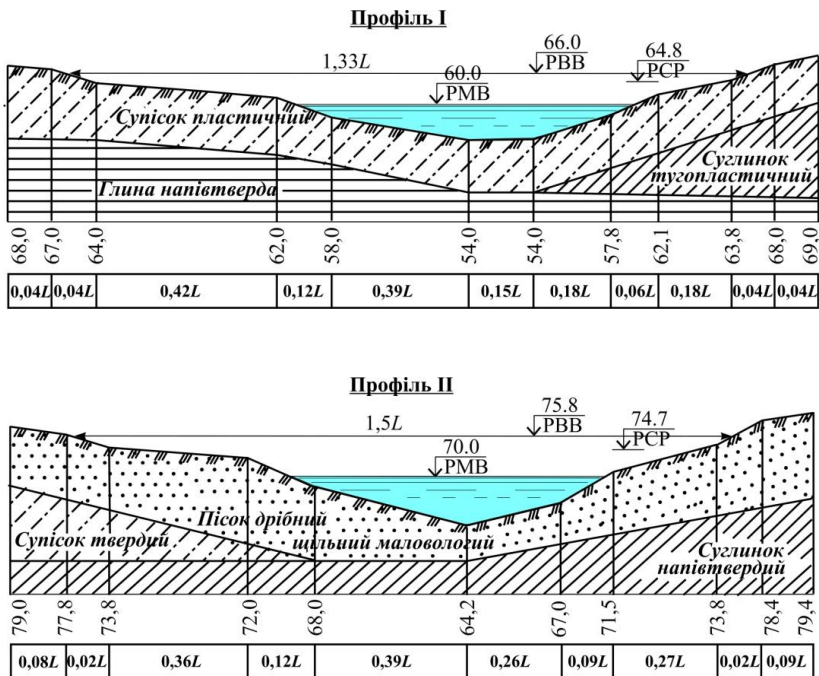 Профіль I
1,33L
66.0
РВВ
64.8
РСР
60.0
РМВ
Супісок пластичний
Суглинок
тугопластичний
Глина напівтверда
68,0 67,0 64,0 62,0 58,0 54,0 54,0 57,8 62,1 63,8 68,0 69,0
0,04L 0,04L 0,42L 0,12L 0,39L 0,15L 0,18L 0,06L 0,18L 0,04L 0,04L
Профіль II
1,5L
75.8
РВВ
74.7
РСР
70.0
РМВ
Пісок дрібний
щільний маловологий
Супісок твердий
Суглинок
напівтвердий
79,0 77,8 73,8 72,0 68,0 64,2 67,0 71,5 73,8 78,4 79,4
0,08L 0,02L 0,36L 0,12L 0,39L 0,26L 0,09L 0,27L 0,02L 0,09L